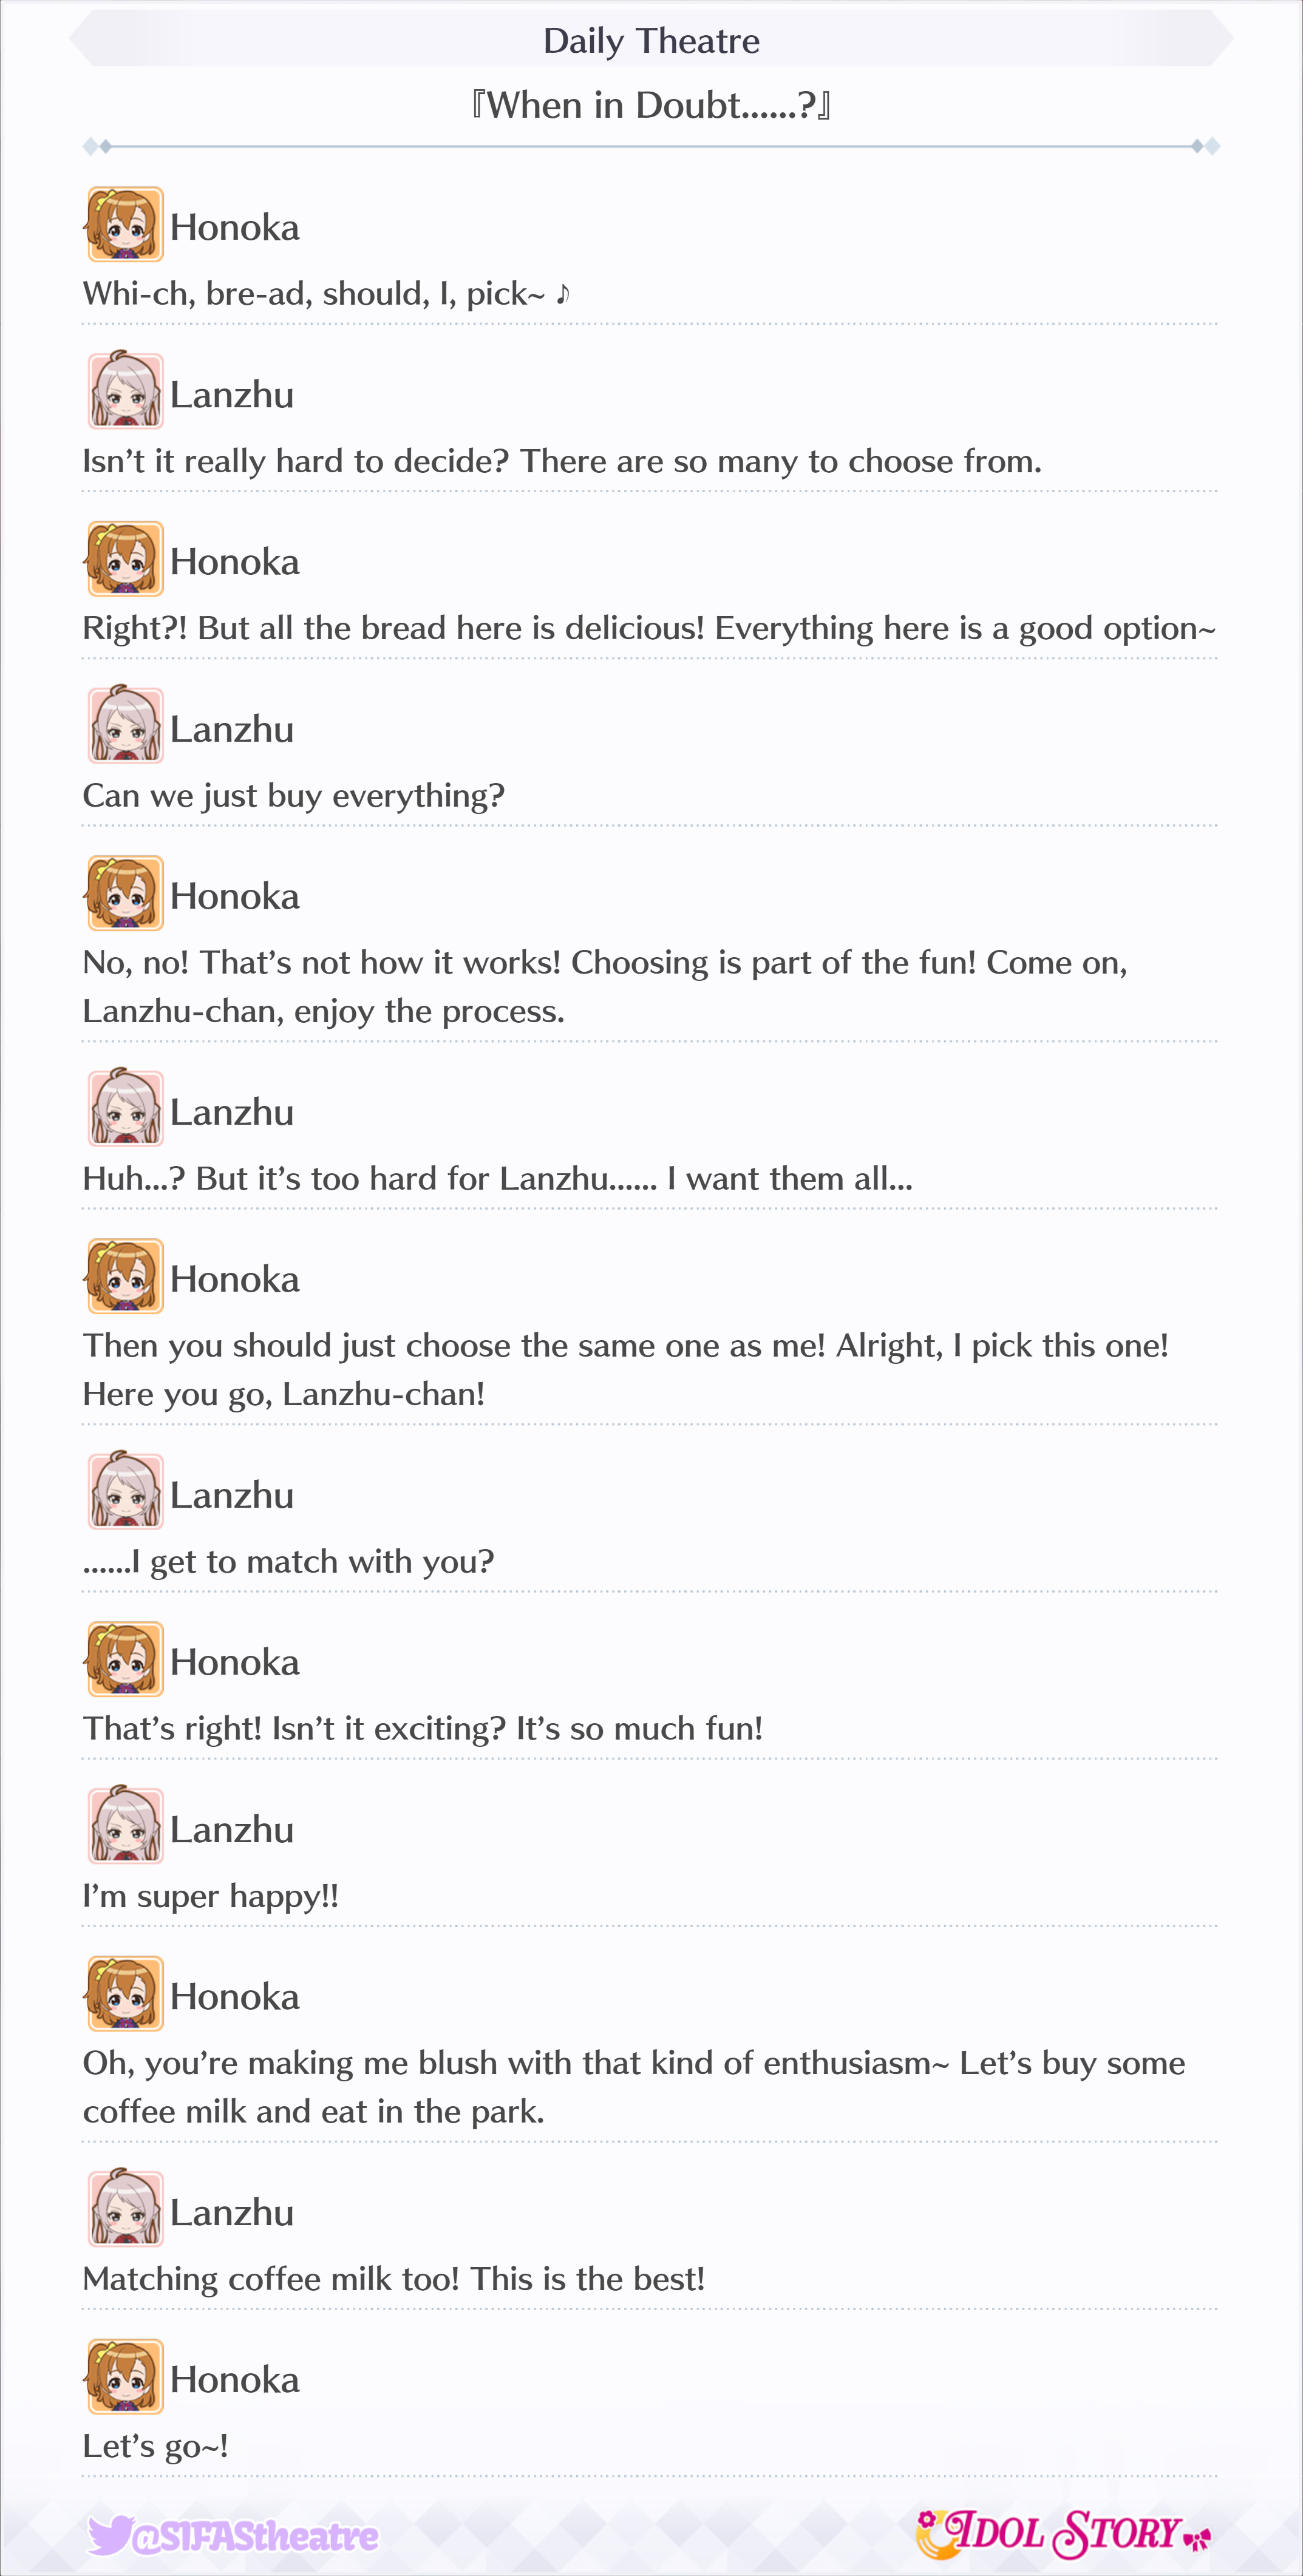 Daily Theatre
『When in Doubt......?』
Honoka
Whi-ch, bre-ad, should, I, pick~ ♪
Lanzhu
Isn't it really hard to decide? There are so many to choose from.
Honoka
Right?! But all the bread here is delicious! Everything here is a good option~
Lanzhu
Can we just buy everything?
Honoka
No, no! That's not how it works! Choosing is part of the fun! Come on,
Lanzhu-chan, enjoy the process.
Lanzhu
Huh...? But it's too hard for Lanzhu...... I want them all...
Honoka
Then you should just choose the same one as me! Alright, I pick this one!
Here you go, Lanzhu-chan!
Lanzhu
......I get to match with you?
Honoka
That's right! Isn't it exciting? It's so much fun!
Lanzhu
I'm super happy!!
Honoka
Oh, you're making me blush with that kind of enthusiasm~ Let's buy some
coffee milk and eat in the park.
Lanzhu
Matching coffee milk too! This is the best!
Honoka
Let's go~!
@SIFAStheatre
IDOL STORY